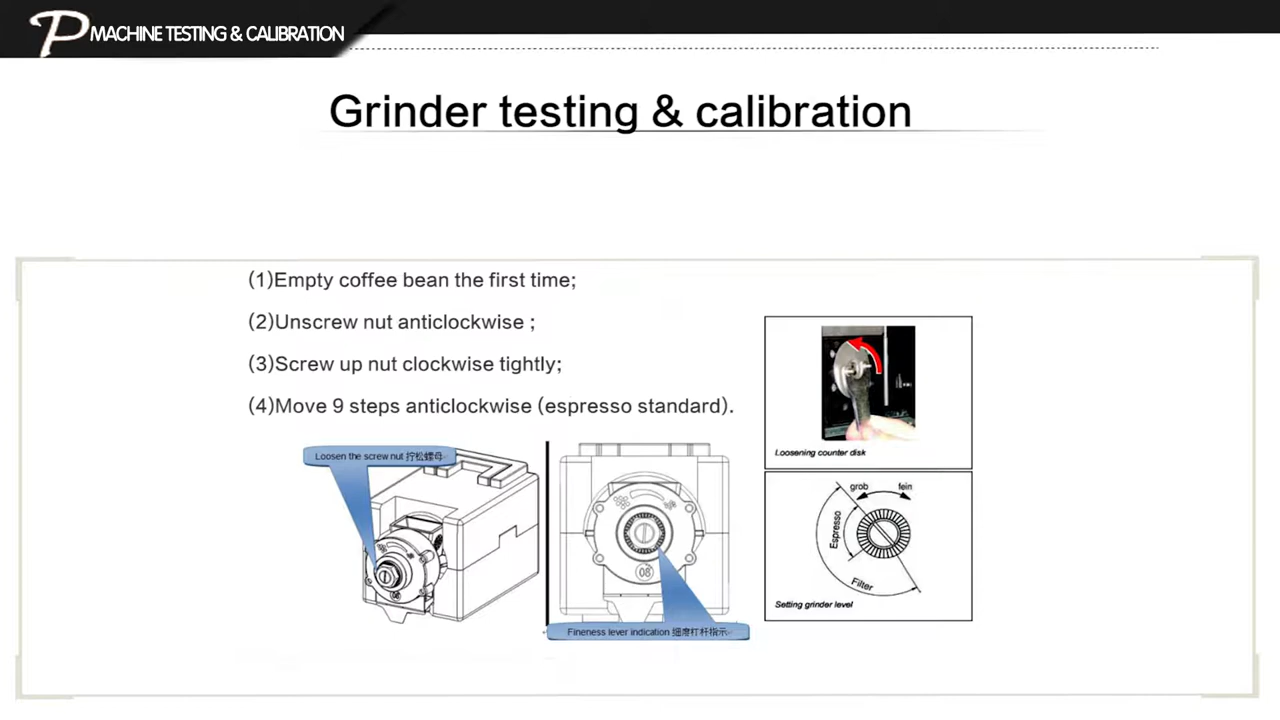 P MACHINE TESTING & CALIBRATION
Grinder testing & calibration
(1)Empty coffee bean the first time;
(2)Unscrew nut anticlockwise ;
(3)Screw up nut clockwise tightly;
(4)Move 9 steps anticlockwise (espresso standard).
Loosen the screw nut 拧松螺母
08
08
Fineness lever indication 细磨杠杆指示
Loosening counter disk
grob fein
Espresso
Filter
Setting grinder level